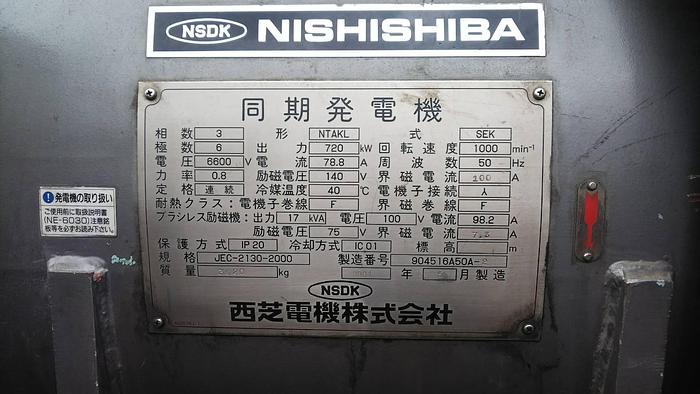 NSDK NISHISHIBA
同期発電機
相数 3 形 NTAKL 式 SEK
極数 6 出力 720 kW 回転速度 1000 min-1
電圧 6600 V 電流 78.8 A 周波数 50 Hz
力率 0.8 励磁電圧 140 V 界磁電流 100 A
定格 連続 冷媒温度 40 ℃ 電機子接続 人
耐熱クラス：電機子巻線 F 界磁巻線 F
ブラシレス励磁機：出力 17 kVA 電圧 100 V 電流 98.2 A
励磁電圧 75 V 界磁電流 7.5 A
保護方式 IP20 冷却方式 IC01 標高 m
規格 JEC-2130-2000 製造番号 904516A50A-2
質量 kg 年 月製造
NSDK
西芝電機株式会社
発電機の取り扱い
ご使用前に取扱説明書
(NE-6030)注意銘
板等を必ずお読み下さい。